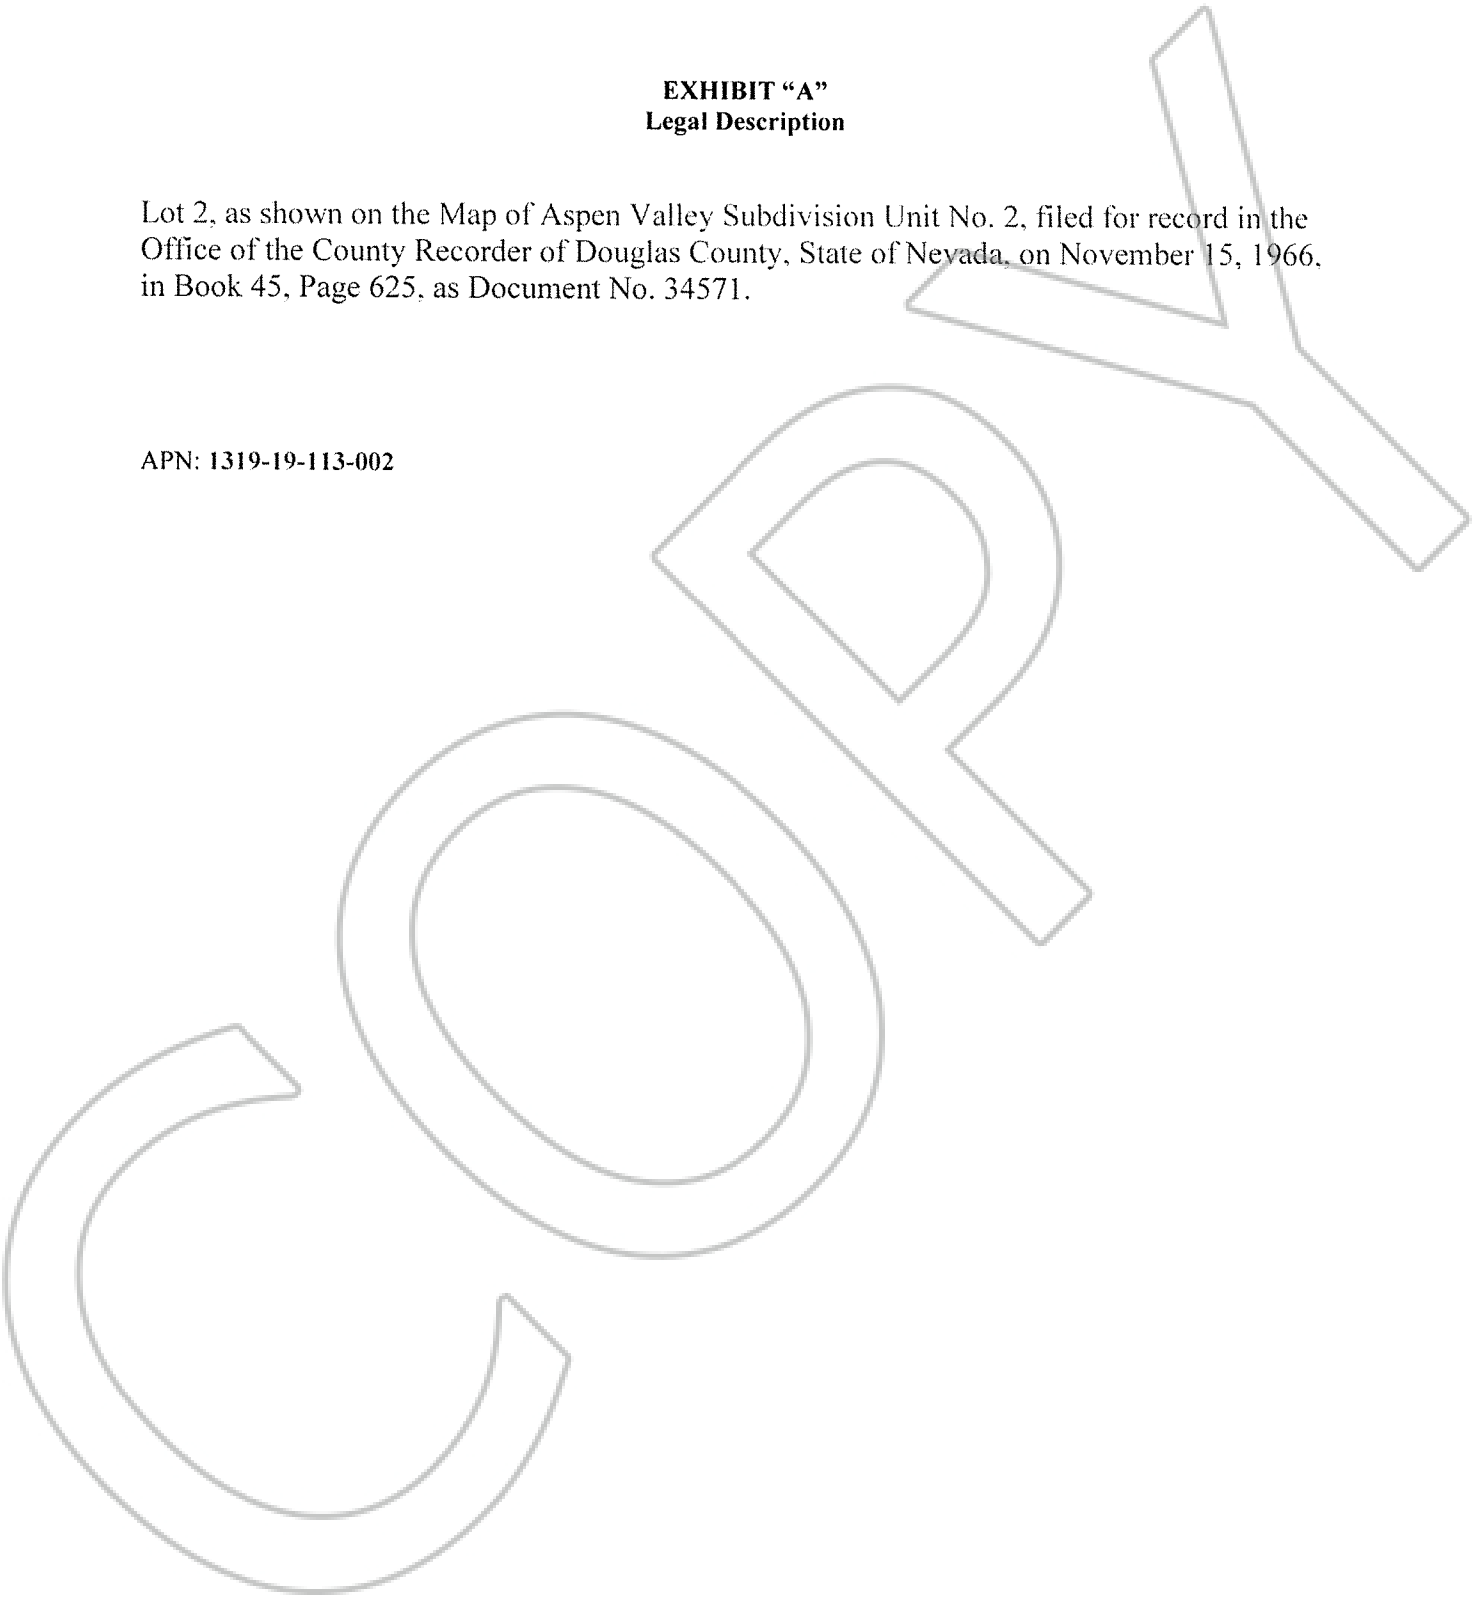 EXHIBIT “A”
Legal Description
Lot 2, as shown on the Map of Aspen Valley Subdivision Unit No. 2, filed for record in the
Office of the County Recorder of Douglas County, State of Nevada, on November 15, 1966,
in Book 45, Page 625, as Document No. 34571.
APN: 1319-19-113-002
COPY